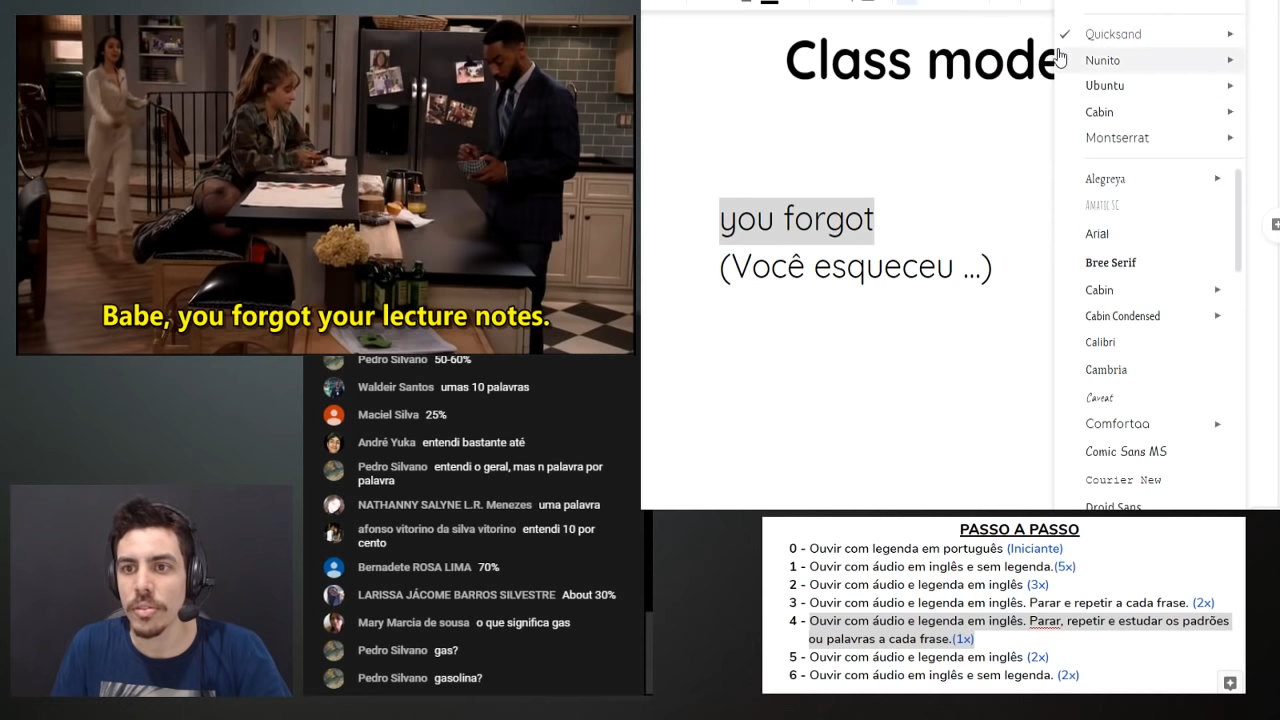 Babe, you forgot your lecture notes.
Pedro Silvano 50-60%
Waldeir Santos umas 10 palavras
Maciel Silva 25%
André Yuka entendi bastante até
Pedro Silvano entendi o geral, mas n palavra por
palavra
NATHANNY SALYNE L.R. Menezes uma palavra
afonso vitorino da silva vitorino entendi 10 por
cento
Bernadete ROSA LIMA 70%
LARISSA JÁCOME BARROS SILVESTRE About 30%
Mary Marcia de sousa o que significa gas
Pedro Silvano gas?
Pedro Silvano gasolina?
Class mode
you forgot
(Você esqueceu ...)
Quicksand
Nunito
Ubuntu
Cabin
Montserrat
Alegreya
Amatic SC
Arial
Bree Serif
Cabin
Cabin Condensed
Calibri
Cambria
Caveat
Comfortaa
Comic Sans MS
Courier New
Droid Sans
PASSO A PASSO
0 - Ouvir com legenda em português (Iniciante)
1 - Ouvir com áudio em inglês e sem legenda.(5x)
2 - Ouvir com áudio e legenda em inglês (3x)
3 - Ouvir com áudio e legenda em inglês. Parar e repetir a cada frase. (2x)
4 - Ouvir com áudio e legenda em inglês. Parar, repetir e estudar os padrões
ou palavras a cada frase.(1x)
5 - Ouvir com áudio e legenda em inglês (2x)
6 - Ouvir com áudio em inglês e sem legenda. (2x)